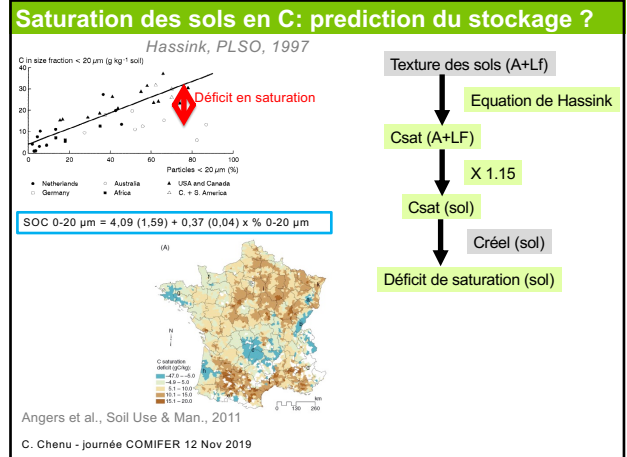 Saturation des sols en C: prediction du stockage ?
Hassink, PLSO, 1997
C in size fraction < 20 µm (g kg-1 soil)
40
30
20
10
0
0 20 40 60 80 100
Particles < 20 µm (%)
Déficit en saturation
Netherlands Australia USA and Canada
Germany Africa C. + S. America
SOC 0-20 µm = 4,09 (1,59) + 0,37 (0,04) x % 0-20 µm
Texture des sols (A+Lf)
Equation de Hassink
Csat (A+LF)
X 1.15
Csat (sol)
Créel (sol)
Déficit de saturation (sol)
(A)
N
C saturation
deficit (gC/kg):
-47.0 – -5.0
-4.9 - 5.0
5.1 - 10.0
10.1 - 15.0
15.1 - 20.0
km
0 130 260
Angers et al., Soil Use & Man., 2011
C. Chenu - journée COMIFER 12 Nov 2019